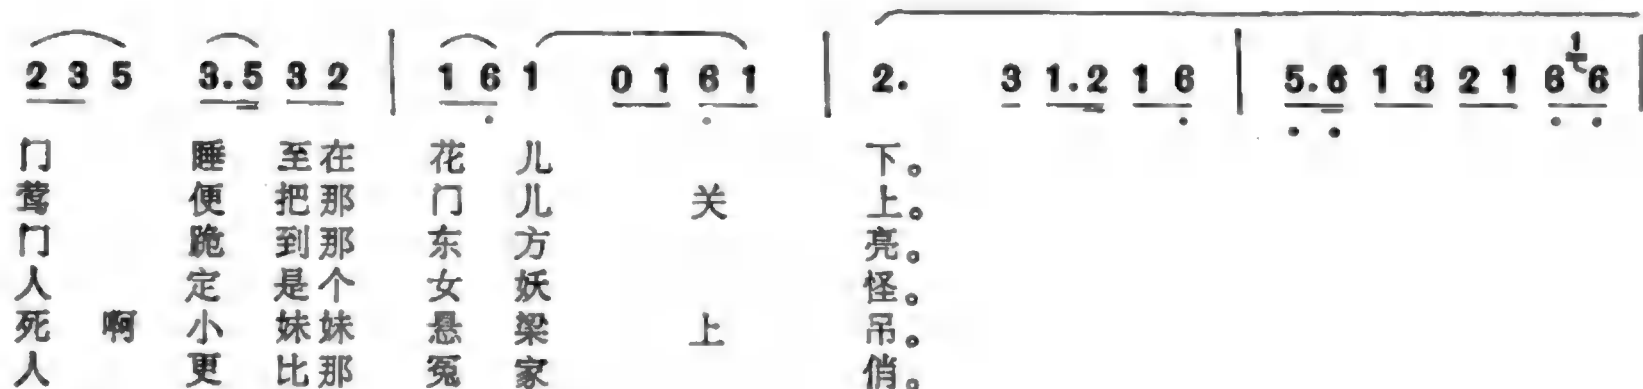 2 3 5 3.5 3 2 | 1 6 1 0 1 6 1 | 2. 3 1.2 1 6 | 5.6 1 3 2 1 6 1 6 |
门 睡 至在 花 儿 下。
莺 便 把那 门 儿 关 上。
门 跪 到那 东 方 亮。
人 定 是个 女 妖 怪。
死 啊 小 妹妹 悬 梁 上 吊。
人 更 比那 冤 家 俏。